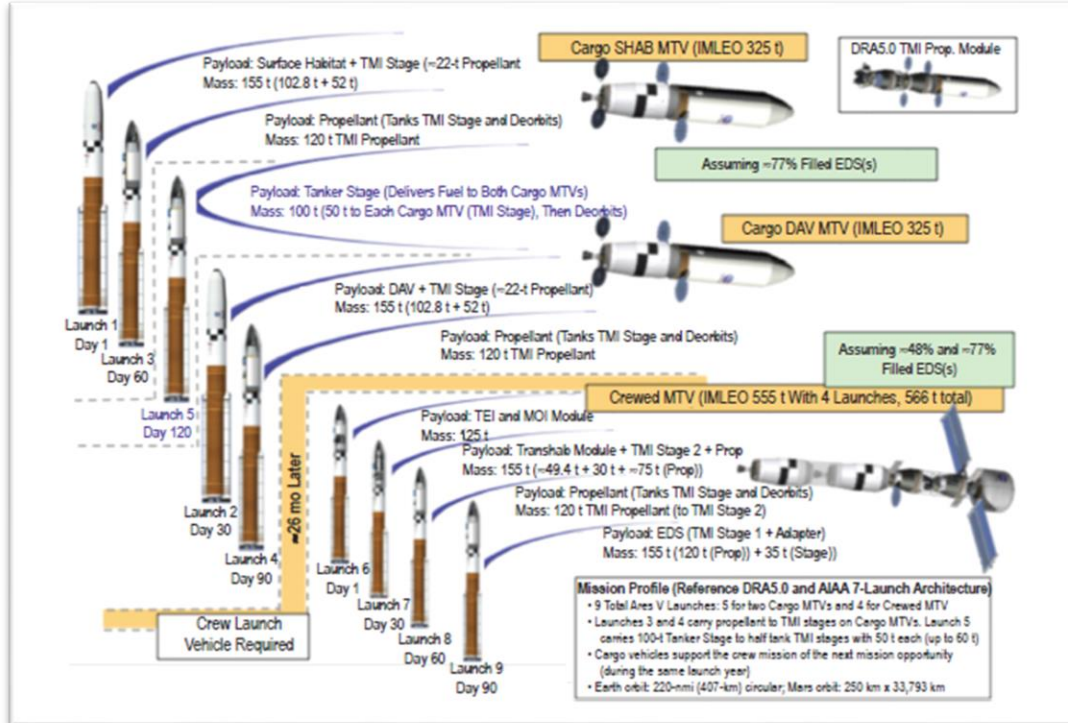 Cargo SHAB MTV (IMLEO 325 t)
DRA5.0 TMI Prop. Module
Payload: Surface Habitat + TMI Stage (≈22-t Propellant
Mass: 155 t (102.8 t + 52 t)
Payload: Propellant (Tanks TMI Stage and Deorbits)
Mass: 120 t TMI Propellant
Assuming ≈77% Filled EDS(s)
Payload: Tanker Stage (Delivers Fuel to Both Cargo MTVs)
Mass: 100 t (50 t to Each Cargo MTV (TMI Stage), Then Deorbits)
Cargo DAV MTV (IMLEO 325 t)
Payload: DAV + TMI Stage (≈22-t Propellant)
Mass: 155 t (102.8 t + 52 t)
Launch 1
Day 1
Launch 3
Day 60
Launch 5
Day 120
Payload: Propellant (Tanks TMI Stage and Deorbits)
Mass: 120 t TMI Propellant
Assuming ≈48% and ≈77%
Filled EDS(s)
Crewed MTV (IMLEO 555 t With 4 Launches, 566 t total)
Payload: TEI and MOI Module
Mass: 125 t
Payload: Transhab Module + TMI Stage 2 + Prop
Mass: 155 t (≈49.4 t + 30 t + ≈75 t (Prop))
Payload: Propellant (Tanks TMI Stage and Deorbits)
Mass: 120 t TMI Propellant (to TMI Stage 2)
Payload: EDS (TMI Stage 1 + Adapter)
Mass: 155 t (120 t (Prop)) + 35 t (Stage))
Launch 2
Day 30
Launch 4
Day 90
≈26 mo Later
Launch 6
Day 1
Launch 7
Day 30
Launch 8
Day 60
Launch 9
Day 90
Crew Launch
Vehicle Required
Mission Profile (Reference DRA5.0 and AIAA 7-Launch Architecture)
• 9 Total Ares V Launches: 5 for two Cargo MTVs and 4 for Crewed MTV
• Launches 3 and 4 carry propellant to TMI stages on Cargo MTVs. Launch 5
carries 100-t Tanker Stage to half tank TMI stages with 50 t each (up to 60 t)
• Cargo vehicles support the crew mission of the next mission opportunity
(during the same launch year)
• Earth orbit: 220-nmi (407-km) circular; Mars orbit: 250 km x 33,793 km